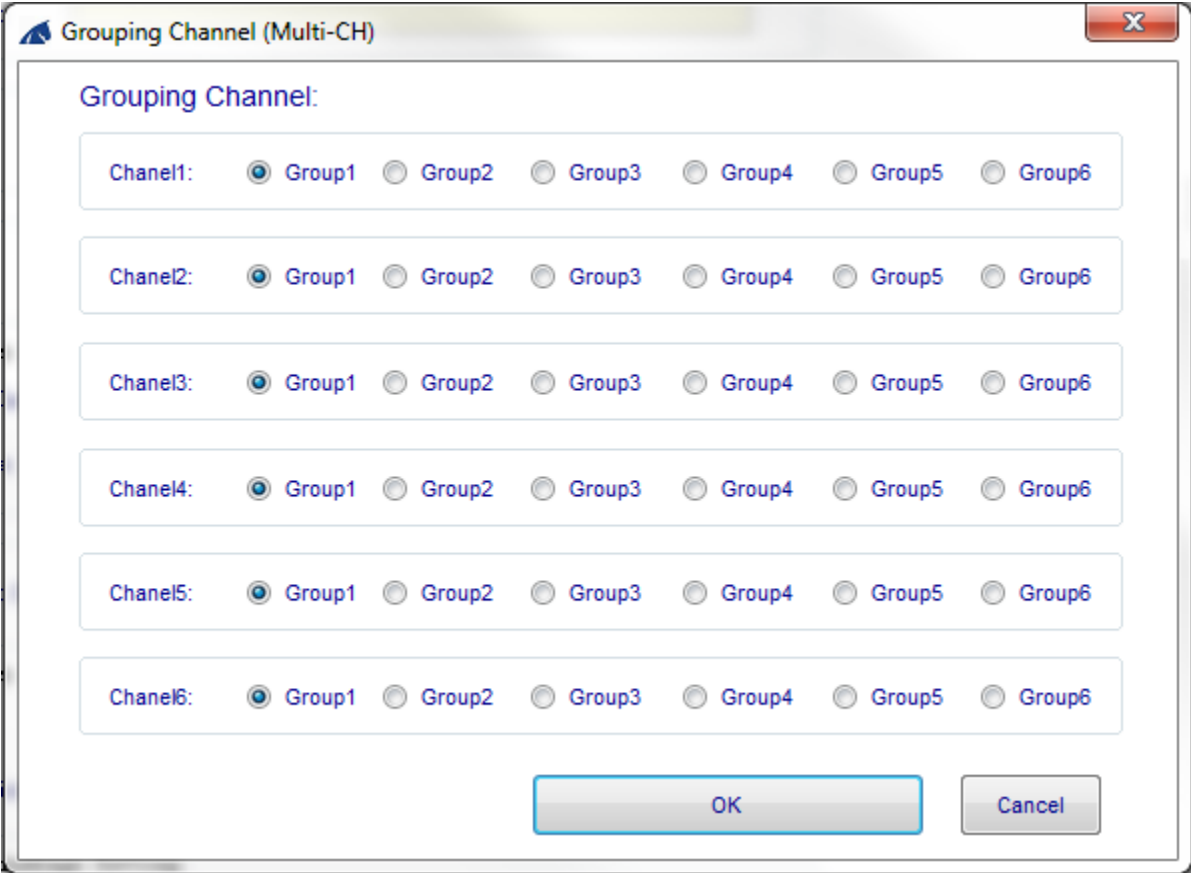 Grouping Channel (Multi-CH)
Grouping Channel:
Chanel1: Group1 Group2 Group3 Group4 Group5 Group6
Chanel2: Group1 Group2 Group3 Group4 Group5 Group6
Chanel3: Group1 Group2 Group3 Group4 Group5 Group6
Chanel4: Group1 Group2 Group3 Group4 Group5 Group6
Chanel5: Group1 Group2 Group3 Group4 Group5 Group6
Chanel6: Group1 Group2 Group3 Group4 Group5 Group6
OK Cancel